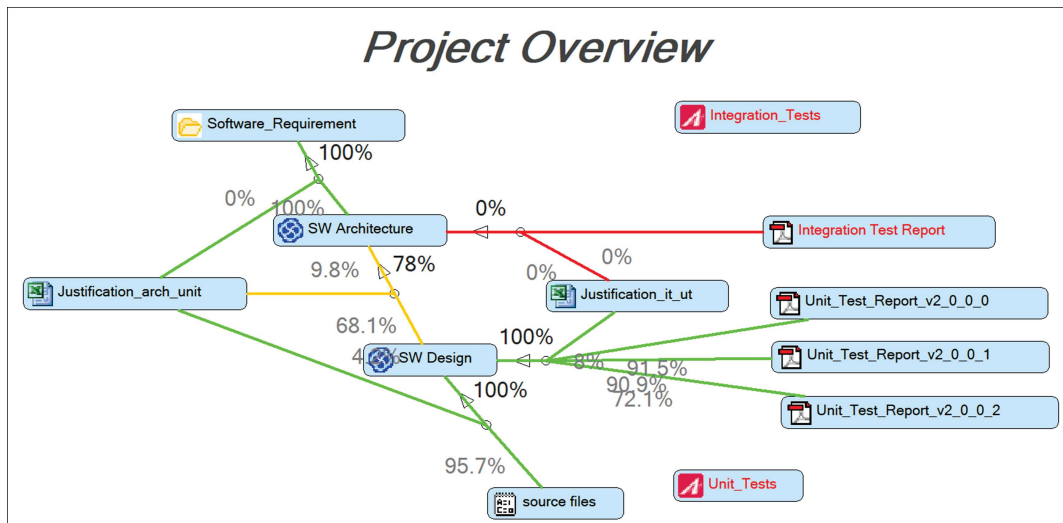 Project Overview
Software_Requirement
Integration_Tests
100%
0%
100%
SW Architecture
0%
Integration Test Report
9.8%
78%
0%
0%
Justification_arch_unit
Justification_it_ut
Unit_Test_Report_v2_0_0_0
68.1%
100%
SW Design
8%
91.5%
Unit_Test_Report_v2_0_0_1
90.9%
72.1%
100%
Unit_Test_Report_v2_0_0_2
95.7%
source files
Unit_Tests